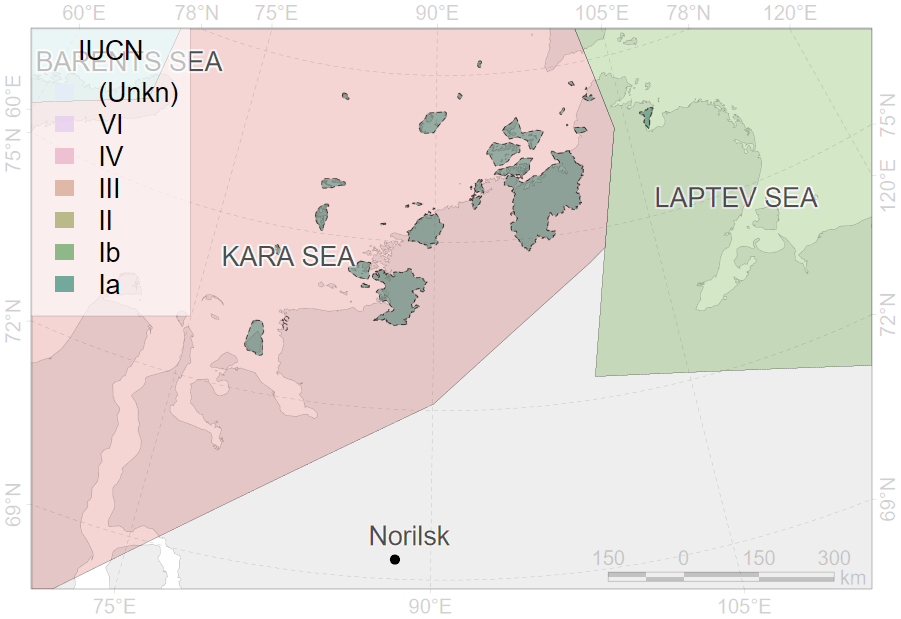 60°E 78°N 75°E 90°E 105°E 78°N 120°E
IUCN
BARENTS SEA
(Unkn)
VI
IV
III
II
Ib
Ia
60°E
75°N
72°N
69°N
75°N
120°E
72°N
69°N
LAPTEV SEA
KARA SEA
Norilsk
150 0 150 300
km
75°E 90°E 105°E